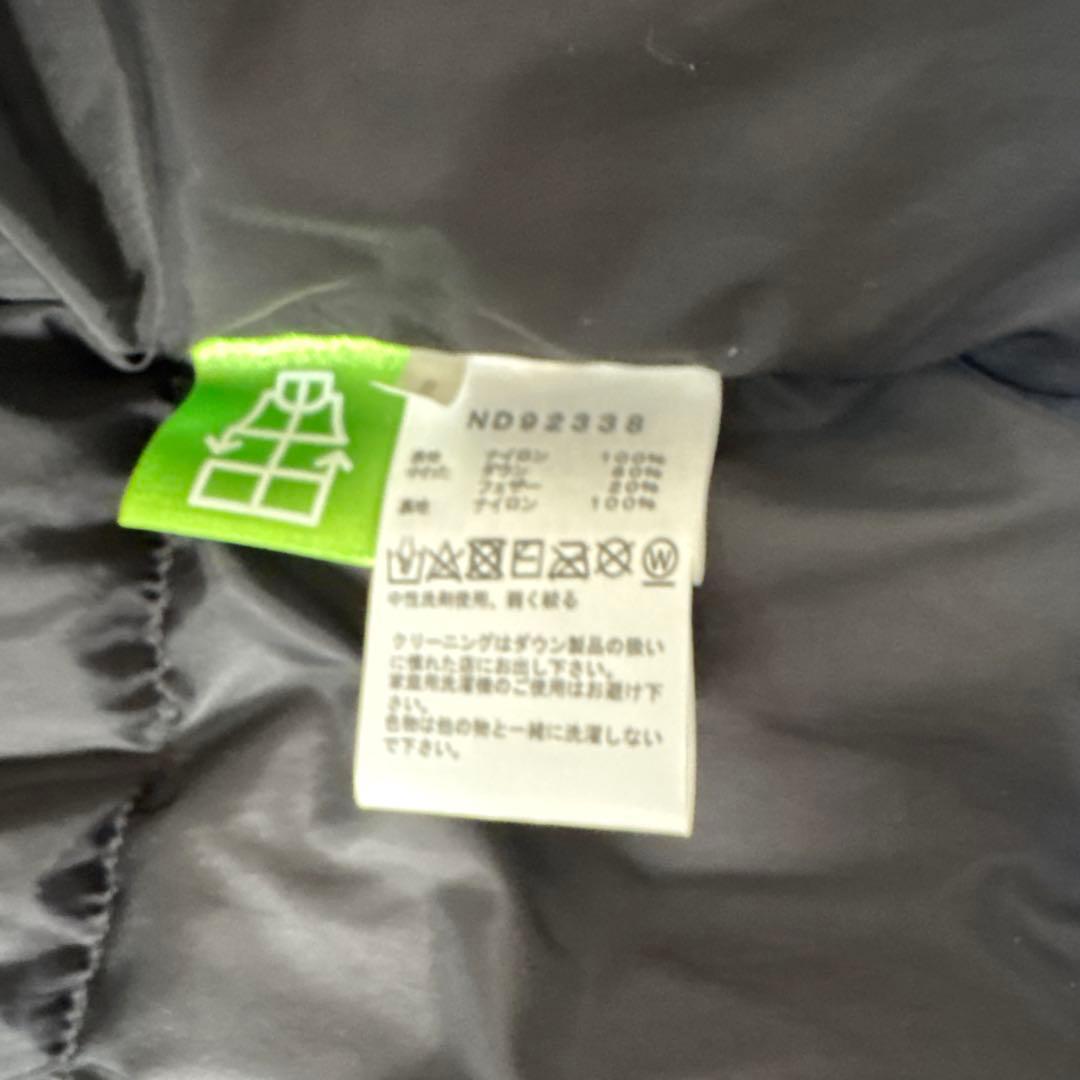 ND92338
表地 ナイロン 100%
中わた ダウン 80%
フェザー 20%
裏地 ナイロン 100%
中性洗剤使用、弱く絞る
クリーニングはダウン製品の扱い
に慣れた店にお出し下さい。
家庭用洗濯機のご使用はお避け下
さい。
色物は他の物と一緒に洗濯しない
で下さい。